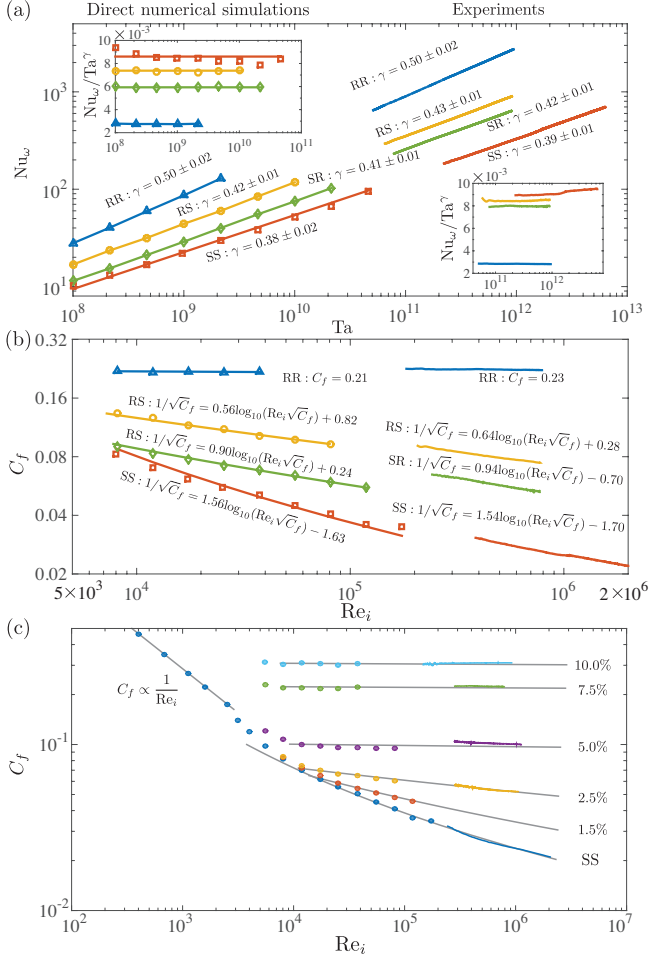 (a) Direct numerical simulations Experiments
10^3
10^2
10^1
Nu_ω
10^8 10^9 10^10 10^11 10^12 10^13
Ta
×10^-3
10
8
6
4
2
Nu_ω/Ta^γ
10^8 10^9 10^10 10^11
RR : γ = 0.50 ± 0.02
RS : γ = 0.42 ± 0.01
SR : γ = 0.41 ± 0.01
SS : γ = 0.38 ± 0.02
RR : γ = 0.50 ± 0.02
RS : γ = 0.43 ± 0.01
SR : γ = 0.42 ± 0.01
SS : γ = 0.39 ± 0.01
×10^-3
10
8
6
4
2
Nu_ω/Ta^γ
10^11 10^12
(b)
0.32
0.16
0.08
0.04
0.02
C_f
RR : C_f = 0.21
RR : C_f = 0.23
RS : 1/√C_f = 0.56log_10(Re_i√C_f) + 0.82
RS : 1/√C_f = 0.90log_10(Re_i√C_f) + 0.24
SS : 1/√C_f = 1.56log_10(Re_i√C_f) − 1.63
RS : 1/√C_f = 0.64log_10(Re_i√C_f) + 0.28
SR : 1/√C_f = 0.94log_10(Re_i√C_f) − 0.70
SS : 1/√C_f = 1.54log_10(Re_i√C_f) − 1.70
5×10^3 10^4 10^5 10^6 2×10^6
Re_i
(c)
10^-1
10^-2
C_f
C_f ∝ 1/Re_i
10.0%
7.5%
5.0%
2.5%
1.5%
SS
10^3 10^4 10^5 10^6 10^7
Re_i